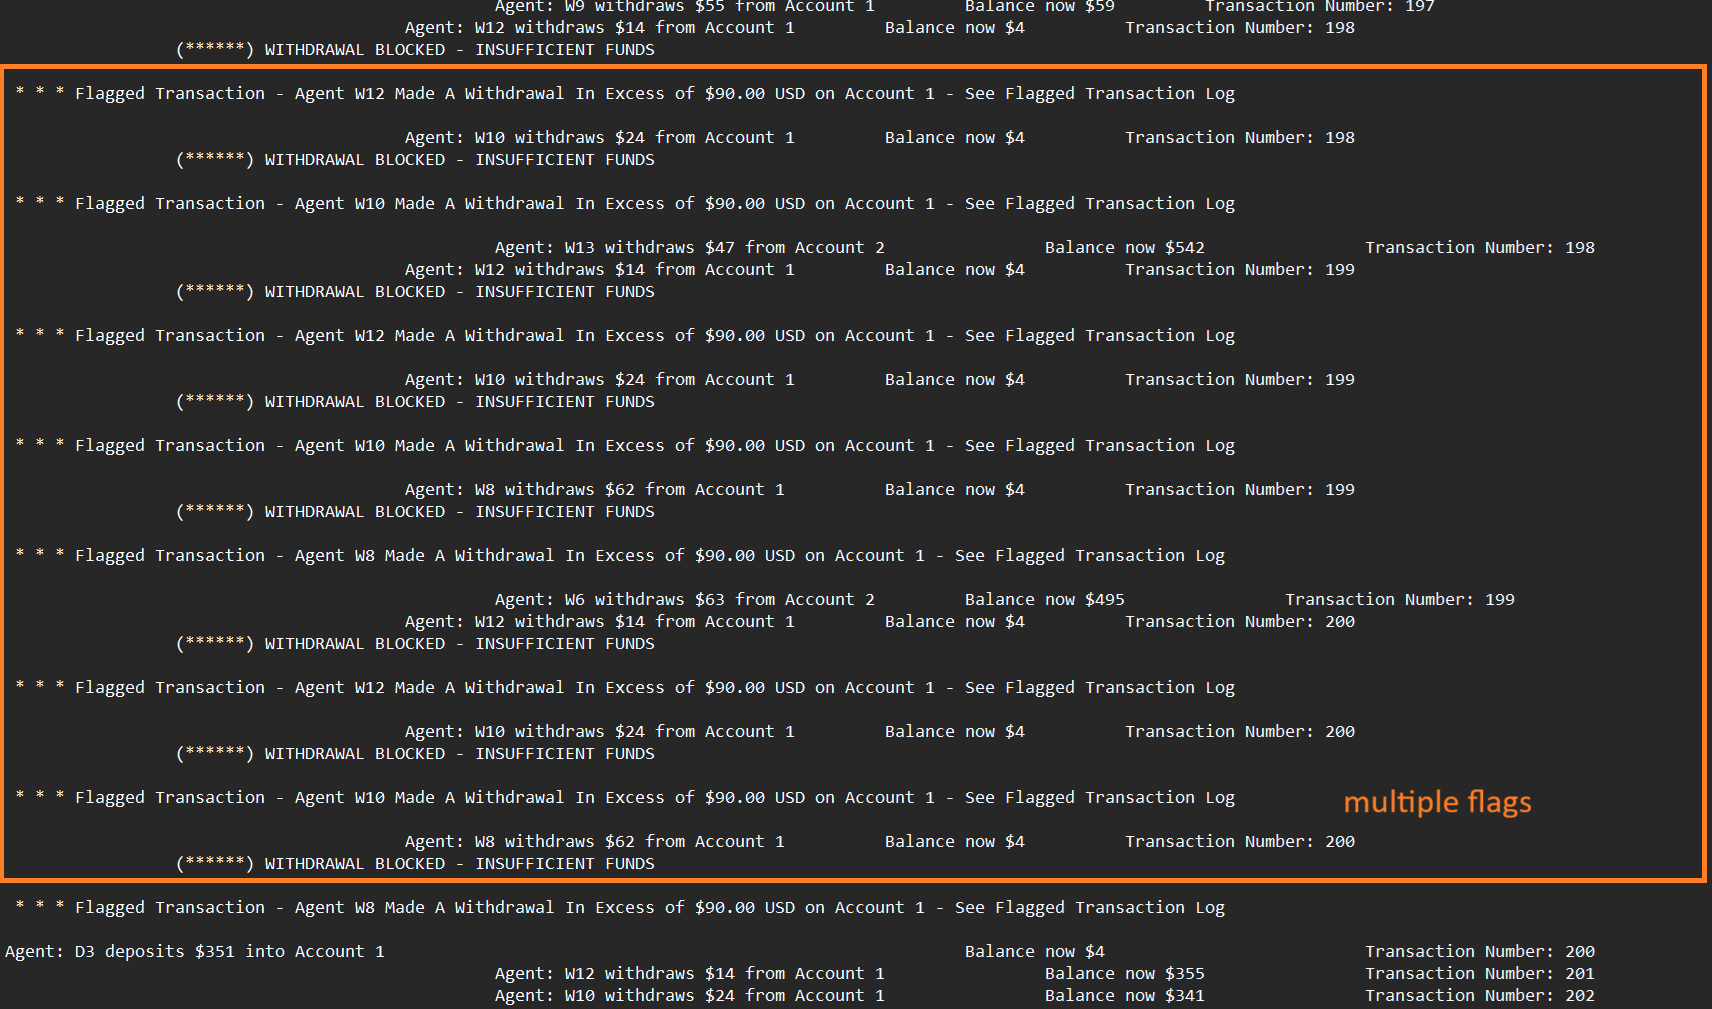 Agent: W9 withdraws $55 from Account 1 Balance now $59 Transaction Number: 197
Agent: W12 withdraws $14 from Account 1 Balance now $4 Transaction Number: 198
(******) WITHDRAWAL BLOCKED - INSUFFICIENT FUNDS
* * * Flagged Transaction - Agent W12 Made A Withdrawal In Excess of $90.00 USD on Account 1 - See Flagged Transaction Log
Agent: W10 withdraws $24 from Account 1 Balance now $4 Transaction Number: 198
(******) WITHDRAWAL BLOCKED - INSUFFICIENT FUNDS
* * * Flagged Transaction - Agent W10 Made A Withdrawal In Excess of $90.00 USD on Account 1 - See Flagged Transaction Log
Agent: W13 withdraws $47 from Account 2 Balance now $542 Transaction Number: 198
Agent: W12 withdraws $14 from Account 1 Balance now $4 Transaction Number: 199
(******) WITHDRAWAL BLOCKED - INSUFFICIENT FUNDS
* * * Flagged Transaction - Agent W12 Made A Withdrawal In Excess of $90.00 USD on Account 1 - See Flagged Transaction Log
Agent: W10 withdraws $24 from Account 1 Balance now $4 Transaction Number: 199
(******) WITHDRAWAL BLOCKED - INSUFFICIENT FUNDS
* * * Flagged Transaction - Agent W10 Made A Withdrawal In Excess of $90.00 USD on Account 1 - See Flagged Transaction Log
Agent: W8 withdraws $62 from Account 1 Balance now $4 Transaction Number: 199
(******) WITHDRAWAL BLOCKED - INSUFFICIENT FUNDS
* * * Flagged Transaction - Agent W8 Made A Withdrawal In Excess of $90.00 USD on Account 1 - See Flagged Transaction Log
Agent: W6 withdraws $63 from Account 2 Balance now $495 Transaction Number: 199
Agent: W12 withdraws $14 from Account 1 Balance now $4 Transaction Number: 200
(******) WITHDRAWAL BLOCKED - INSUFFICIENT FUNDS
* * * Flagged Transaction - Agent W12 Made A Withdrawal In Excess of $90.00 USD on Account 1 - See Flagged Transaction Log
Agent: W10 withdraws $24 from Account 1 Balance now $4 Transaction Number: 200
(******) WITHDRAWAL BLOCKED - INSUFFICIENT FUNDS
* * * Flagged Transaction - Agent W10 Made A Withdrawal In Excess of $90.00 USD on Account 1 - See Flagged Transaction Log
multiple flags
Agent: W8 withdraws $62 from Account 1 Balance now $4 Transaction Number: 200
(******) WITHDRAWAL BLOCKED - INSUFFICIENT FUNDS
* * * Flagged Transaction - Agent W8 Made A Withdrawal In Excess of $90.00 USD on Account 1 - See Flagged Transaction Log
Agent: D3 deposits $351 into Account 1 Balance now $4 Transaction Number: 200
Agent: W12 withdraws $14 from Account 1 Balance now $355 Transaction Number: 201
Agent: W10 withdraws $24 from Account 1 Balance now $341 Transaction Number: 202